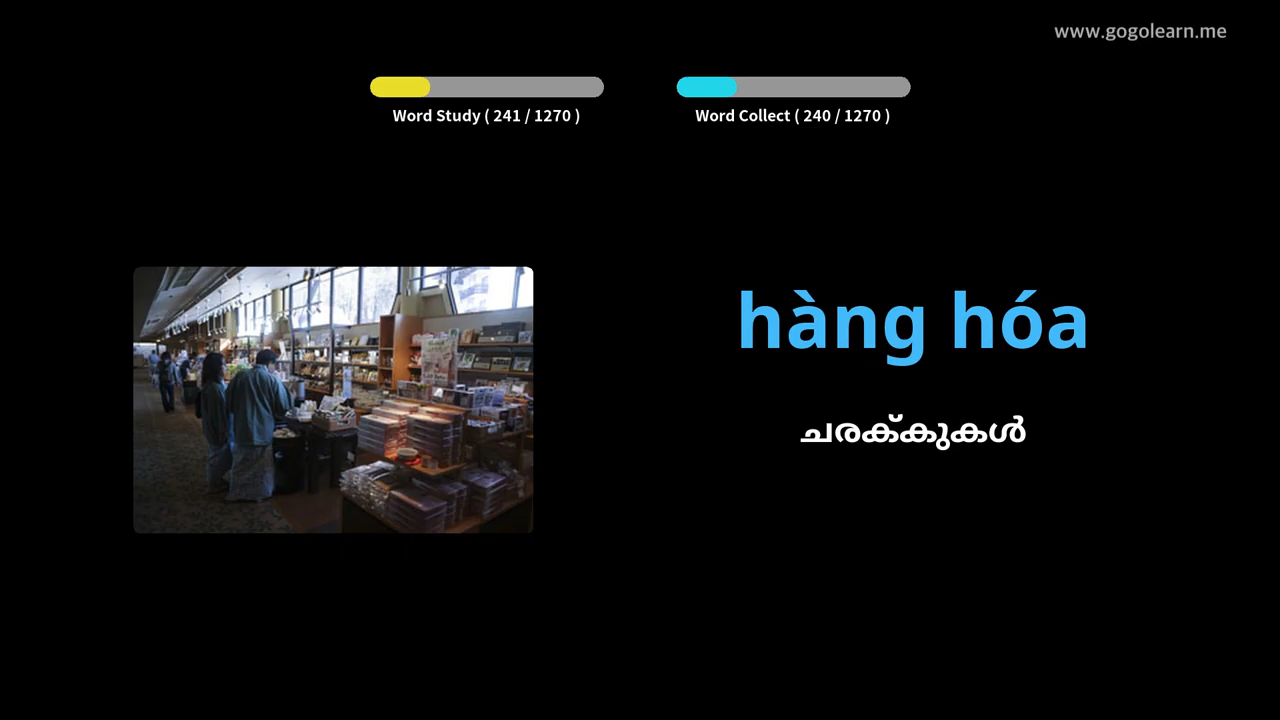 www.gogolearn.me
Word Study ( 241 / 1270 )
Word Collect ( 240 / 1270 )
hàng hóa
ചരക്കുകൾ